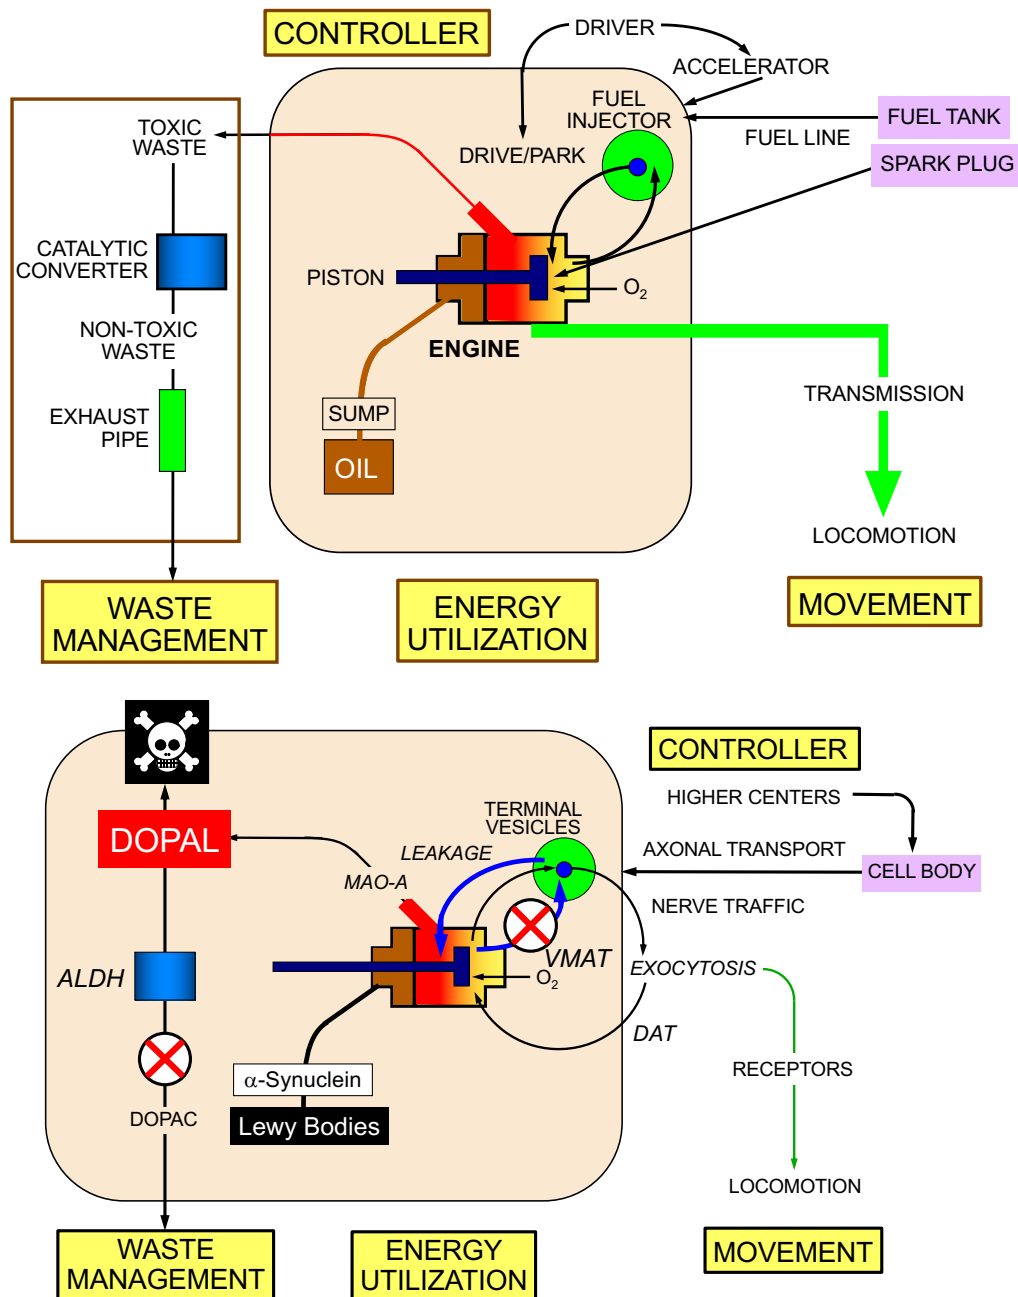 CONTROLLER
DRIVER
ACCELERATOR
FUEL
INJECTOR
FUEL TANK
FUEL LINE
SPARK PLUG
TOXIC
WASTE
DRIVE/PARK
CATALYTIC
CONVERTER
PISTON
O2
NON-TOXIC
WASTE
ENGINE
TRANSMISSION
EXHAUST
PIPE
SUMP
OIL
LOCOMOTION
WASTE
MANAGEMENT
ENERGY
UTILIZATION
MOVEMENT
CONTROLLER
HIGHER CENTERS
TERMINAL
VESICLES
DOPAL
LEAKAGE
AXONAL TRANSPORT
CELL BODY
MAO-A
NERVE TRAFFIC
VMAT
ALDH
O2
EXOCYTOSIS
DAT
α-Synuclein
RECEPTORS
DOPAC
Lewy Bodies
LOCOMOTION
WASTE
MANAGEMENT
ENERGY
UTILIZATION
MOVEMENT